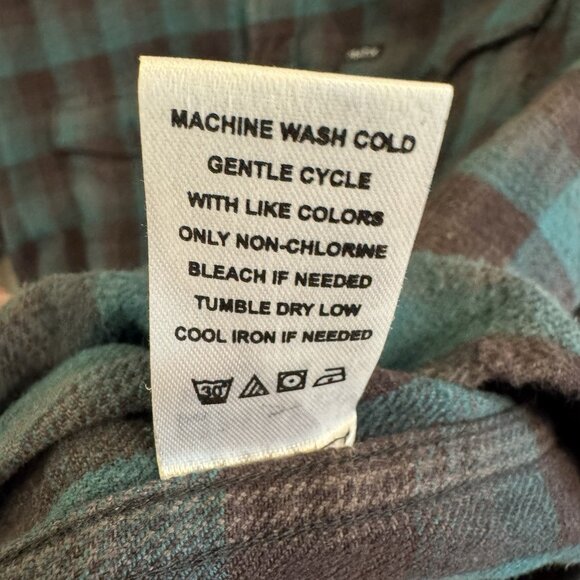 MACHINE WASH COLD
GENTLE CYCLE
WITH LIKE COLORS
ONLY NON-CHLORINE
BLEACH IF NEEDED
TUMBLE DRY LOW
COOL IRON IF NEEDED
30°